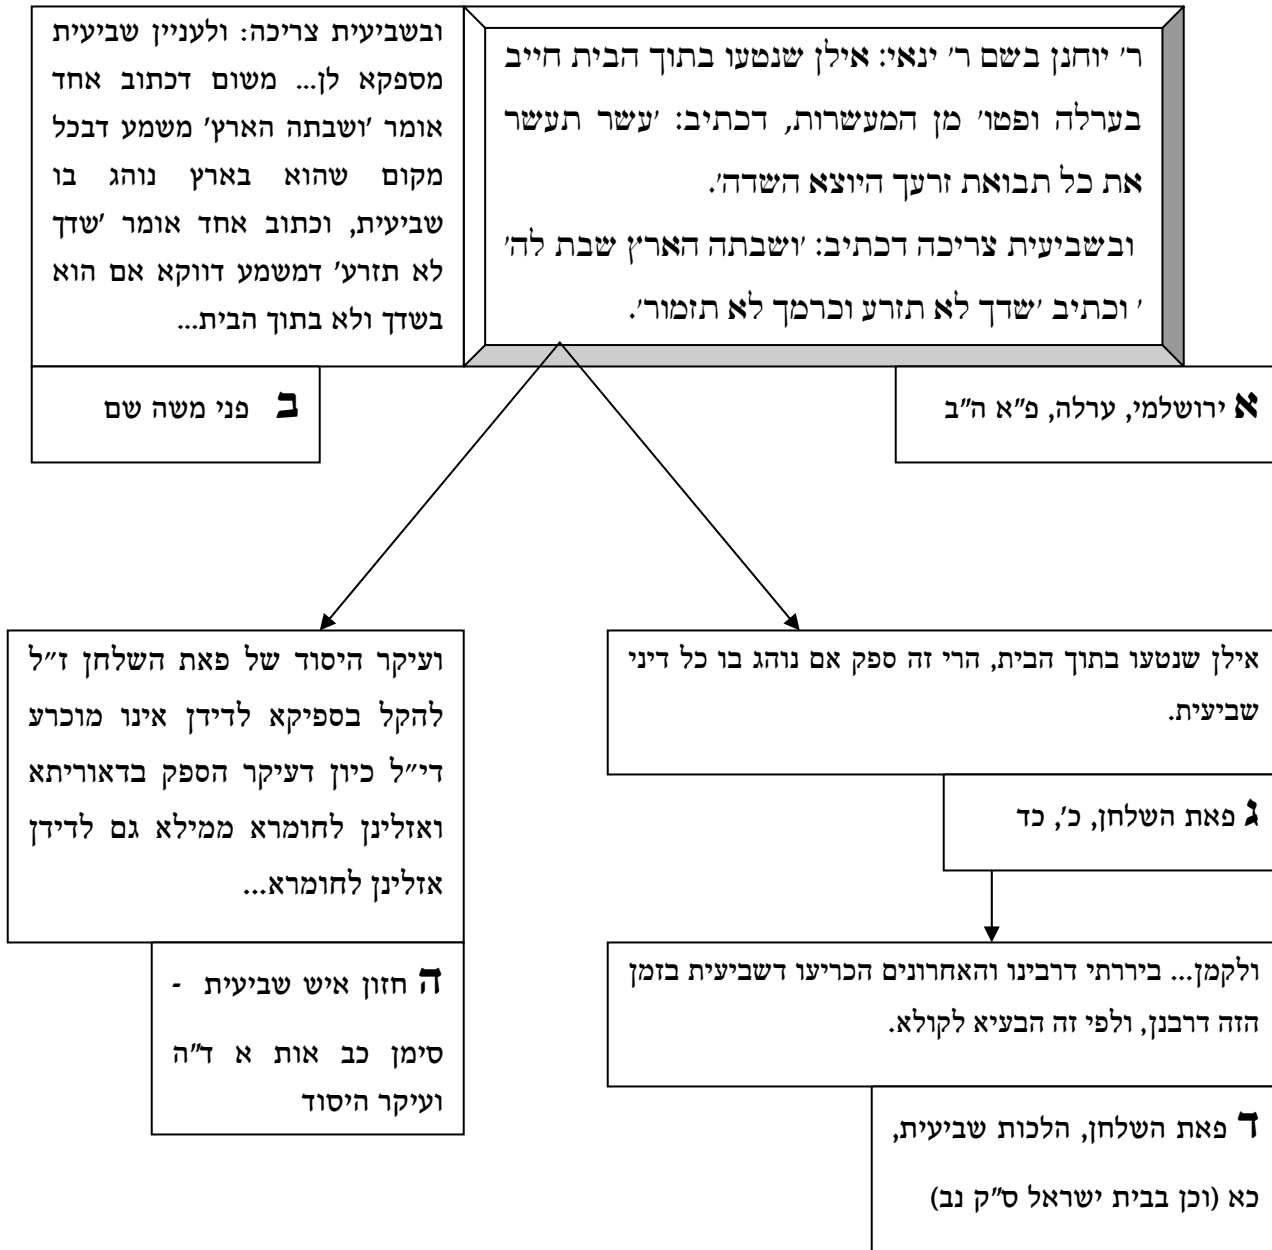 ר' יוחנן בשם ר' ינאי: אילן שנטעו בתוך הבית חייב
בערלה ופטו' מן המעשרות, דכתיב: 'עשר תעשר
את כל תבואת זרעך היוצא השדה'.
ובשביעית צריכה דכתיב: 'ושבתה הארץ שבת לה'
' וכתיב 'שדך לא תזרע וכרמך לא תזמור'.
א ירושלמי, ערלה, פ"א ה"ב
ובשביעית צריכה: ולעניין שביעית
מספקא לן... משום דכתוב אחד
אומר 'ושבתה הארץ' משמע דבכל
מקום שהוא בארץ נוהג בו
שביעית, וכתוב אחד אומר 'שדך
לא תזרע' דמשמע דווקא אם הוא
בשדך ולא בתוך הבית...
ב פני משה שם
אילן שנטעו בתוך הבית, הרי זה ספק אם נוהג בו כל דיני
שביעית.
ג פאת השלחן, כ', כד
ולקמן... ביררתי דרבינו והאחרונים הכריעו דשביעית בזמן
הזה דרבנן, ולפי זה הבעיא לקולא.
ד פאת השלחן, הלכות שביעית,
כא (וכן בבית ישראל ס"ק נב)
ועיקר היסוד של פאת השלחן ז"ל
להקל בספיקא לדידן אינו מוכרע
די"ל כיון דעיקר הספק בדאוריתא
ואזלינן לחומרא ממילא גם לדידן
אזלינן לחומרא...
ה חזון איש שביעית -
סימן כב אות א ד"ה
ועיקר היסוד